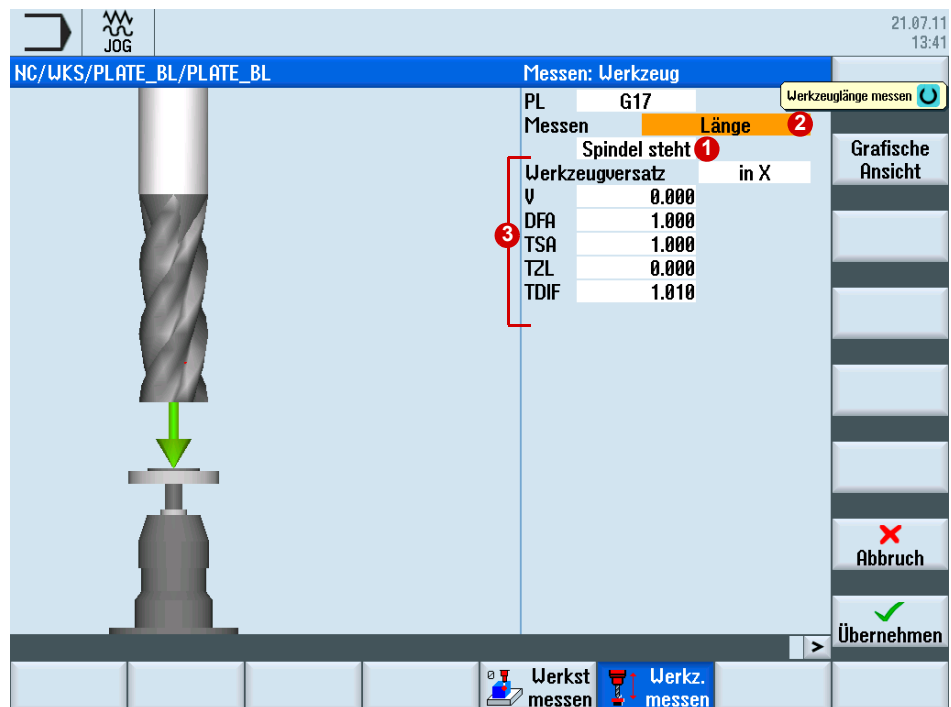 21.07.11
13:41
JOG
NC/WKS/PLATE_BL/PLATE_BL
Messen: Werkzeug
PL G17
Werkzeuglänge messen
Messen Länge 2
Spindel steht 1
Werkzeugversatz in X
3
V 0.000
DFA 1.000
TSA 1.000
TZL 0.000
TDIF 1.010
Grafische
Ansicht
Abbruch
Übernehmen
>
Werkst
messen
Werkz.
messen